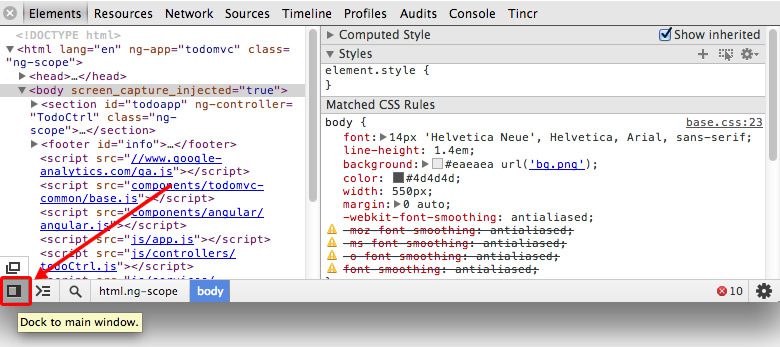 Elements Resources Network Sources Timeline Profiles Audits Console Tincr
<!DOCTYPE html>
<html lang="en" ng-app="todomvc" class=
"ng-scope">
<head>…</head>
<body screen_capture_injected="true">
<section id="todoapp" ng-controller=
"TodoCtrl" class="ng-
scope">…</section>
<footer id="info">…</footer>
<script src="//www.google-
analytics.com/ga.js"></script>
<script src="components/todomvc-
common/base.js"></script>
<script src="components/angular/
angular.js"></script>
<script src="js/app.js"></script>
<script src="js/controllers/
todoCtrl.js"></script>
<script src="js/services/
Computed Style Show inherited
Styles
element.style {
}
Matched CSS Rules
body { base.css:23
font: 14px 'Helvetica Neue', Helvetica, Arial, sans-serif;
line-height: 1.4em;
background: #eaeaea url('bg.png');
color: #4d4d4d;
width: 550px;
margin: 0 auto;
-webkit-font-smoothing: antialiased;
-moz-font-smoothing: antialiased;
-ms-font-smoothing: antialiased;
-o-font-smoothing: antialiased;
font-smoothing: antialiased;
html.ng-scope body 10
Dock to main window.